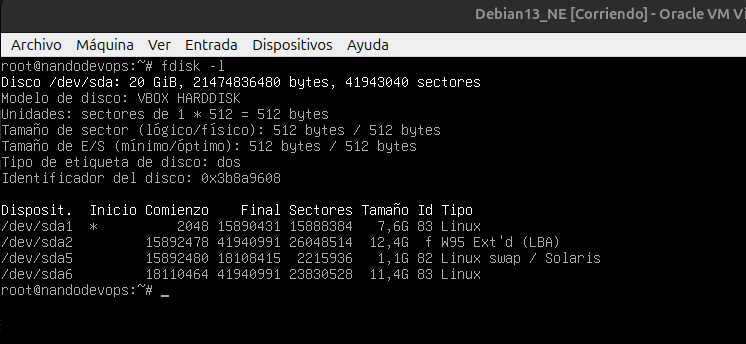 Debian13_NE [Corriendo] - Oracle VM Vi
Archivo Máquina Ver Entrada Dispositivos Ayuda
root@nandodevops:~# fdisk -l
Disco /dev/sda: 20 GiB, 21474836480 bytes, 41943040 sectores
Modelo de disco: VBOX HARDDISK
Unidades: sectores de 1 * 512 = 512 bytes
Tamaño de sector (lógico/físico): 512 bytes / 512 bytes
Tamaño de E/S (mínimo/óptimo): 512 bytes / 512 bytes
Tipo de etiqueta de disco: dos
Identificador del disco: 0x3b8a9608

Disposit.  Inicio Comienzo    Final Sectores Tamaño Id Tipo
/dev/sda1  *          2048 15890431 15888384   7,6G 83 Linux
/dev/sda2         15892478 41940991 26048514  12,4G  f W95 Ext'd (LBA)
/dev/sda5         15892480 18108415  2215936   1,1G 82 Linux swap / Solaris
/dev/sda6         18110464 41940991 23830528  11,4G 83 Linux
root@nandodevops:~# _